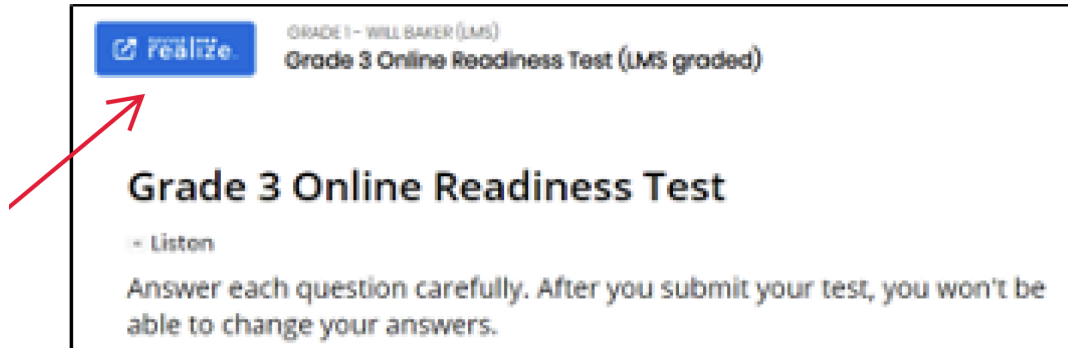 realize.
GRADE 1 - WILL BAKER (LMS)
Grade 3 Online Readiness Test (LMS graded)
Grade 3 Online Readiness Test
- Listen
Answer each question carefully. After you submit your test, you won't be
able to change your answers.